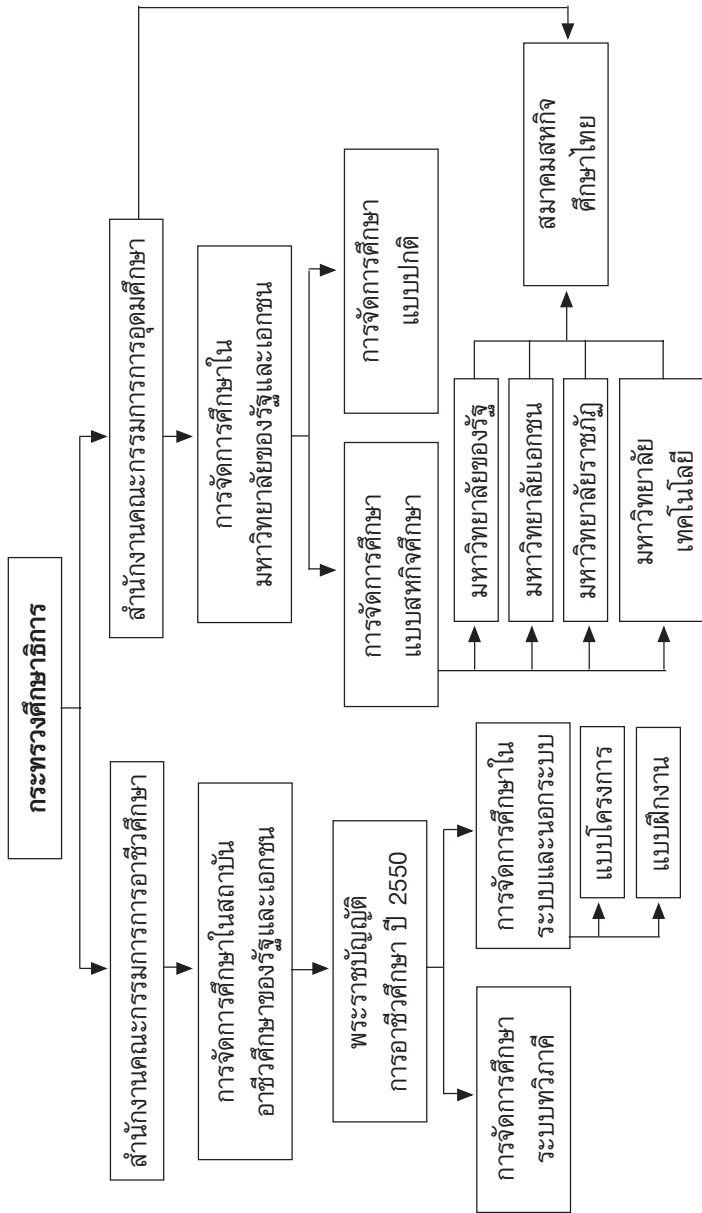 กระทรวงศึกษาธิการ
สำนักงานคณะกรรมการการอาชีวศึกษา
สำนักงานคณะกรรมการการอุดมศึกษา
การจัดการศึกษาในสถาบัน
อาชีวศึกษาของรัฐและเอกชน
การจัดการศึกษาใน
มหาวิทยาลัยของรัฐและเอกชน
พระราชบัญญัติ
การอาชีวศึกษา ปี 2550
การจัดการศึกษา
แบบสหกิจศึกษา
การจัดการศึกษา
แบบปกติ
การจัดการศึกษา
ระบบทวิภาคี
การจัดการศึกษาใน
ระบบและนอกระบบ
แบบโครงการ
แบบฝึกงาน
มหาวิทยาลัยของรัฐ
มหาวิทยาลัยเอกชน
มหาวิทยาลัยราชภัฏ
มหาวิทยาลัย
เทคโนโลยี
สมาคมสหกิจ
ศึกษาไทย